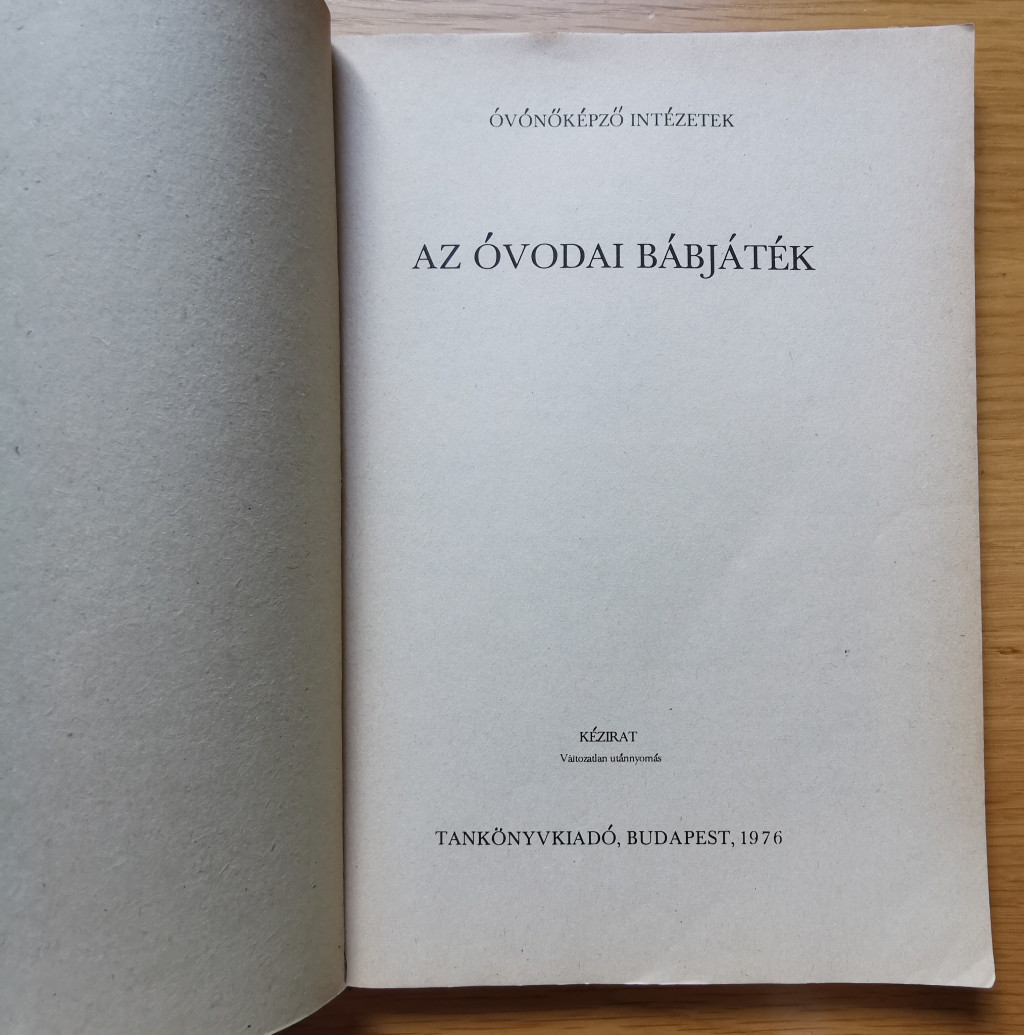 ÓVÓNŐKÉPZŐ INTÉZETEK
AZ ÓVODAI BÁBJÁTÉK
KÉZIRAT
Változatlan utánnyomás
TANKÖNYVKIADÓ, BUDAPEST, 1976